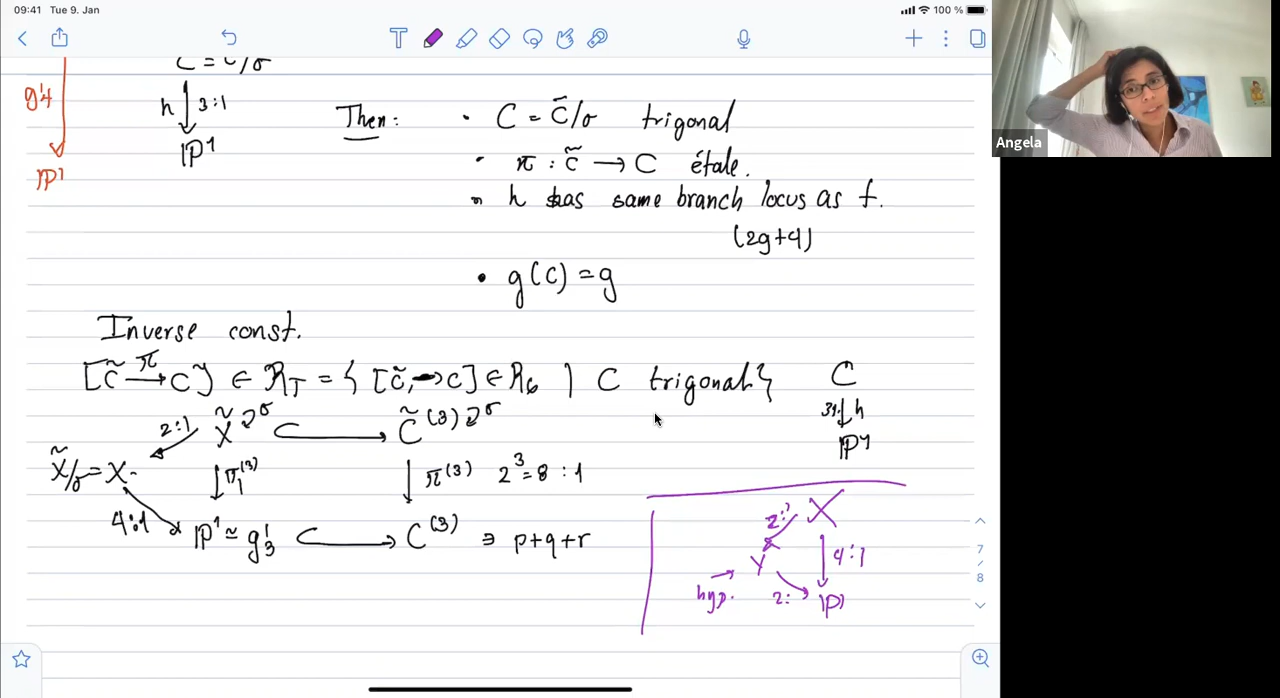 09:41 Tue 9. Jan
100 %
Angela
g¹₄
ℙ¹
h 3:1
ℙ¹
Then:
• C = C̃/σ trigonal
• π : C̃ → C étale.
• h has same branch locus as f.
(2g+4)
• g(C) = g
Inverse const.
[C̃ →π C] ∈ R_T = { [C̃ → C] ∈ R_G | C trigonal }
C
3:1 h
ℙ¹
2:1 X̃ ↻σ ↪ C̃⁽³⁾ ↻σ
X̃/σ = X
π₁⁽³⁾
π⁽³⁾ 2³=8 : 1
4:1 ℙ¹ ≃ g¹₃ ↪ C⁽³⁾ ∋ p+q+r
2:1 X
Y 4:1
hyp. 2: ℙ¹
7
/
8